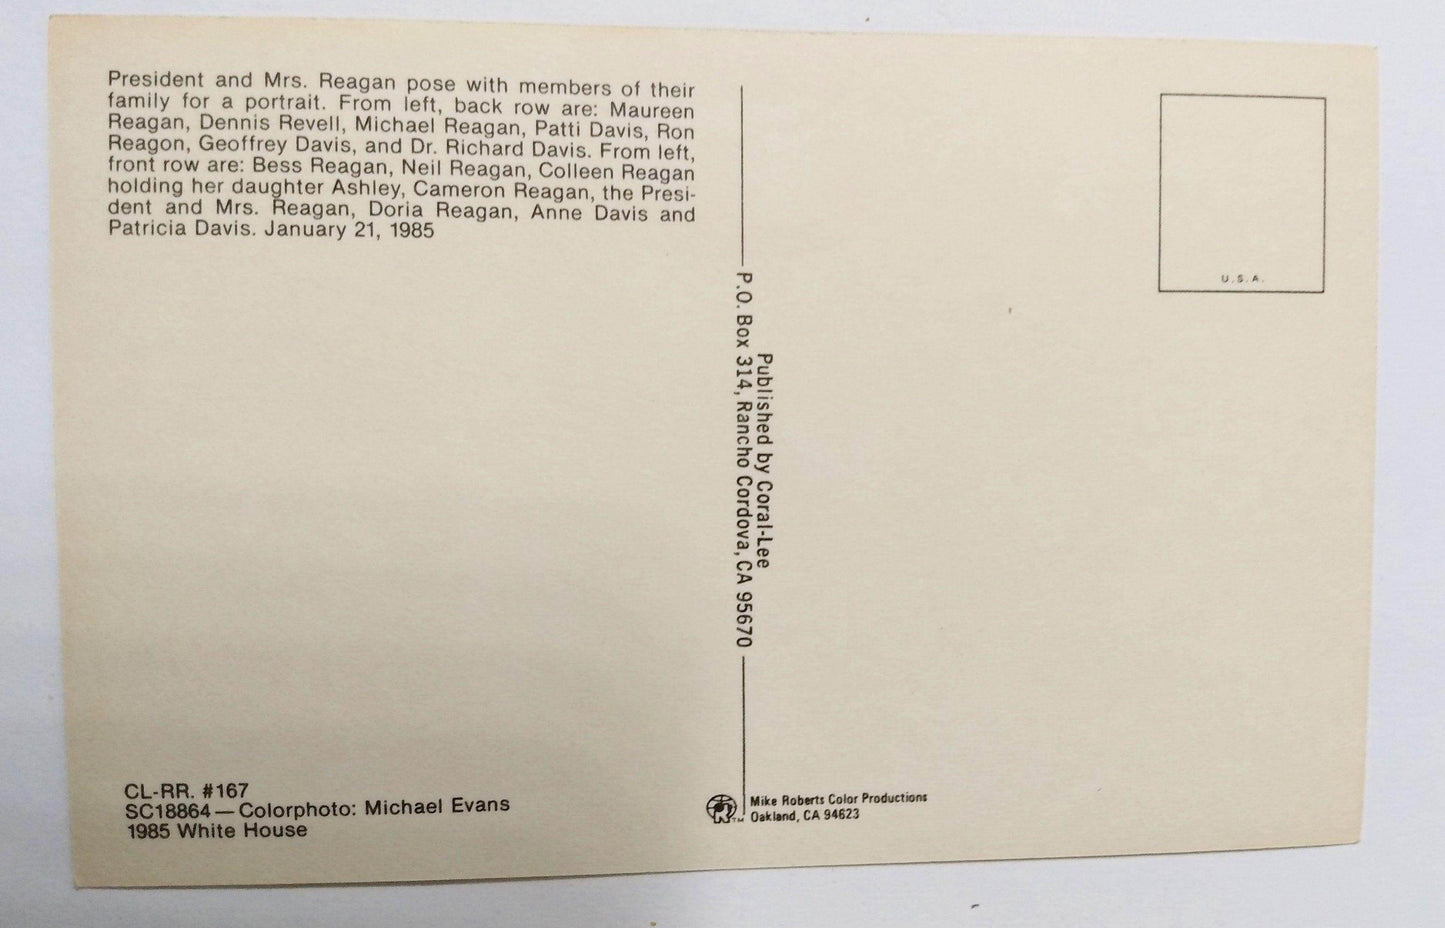 President and Mrs. Reagan pose with members of their
family for a portrait. From left, back row are: Maureen
Reagan, Dennis Revell, Michael Reagan, Patti Davis, Ron
Reagon, Geoffrey Davis, and Dr. Richard Davis. From left,
front row are: Bess Reagan, Neil Reagan, Colleen Reagan
holding her daughter Ashley, Cameron Reagan, the Presi-
dent and Mrs. Reagan, Doria Reagan, Anne Davis and
Patricia Davis. January 21, 1985
CL-RR. #167
SC18864 — Colorphoto: Michael Evans
1985 White House
Published by Coral-Lee
P.O. Box 314, Rancho Cordova, CA 95670
Mike Roberts Color Productions
TM Oakland, CA 94623
U.S.A.